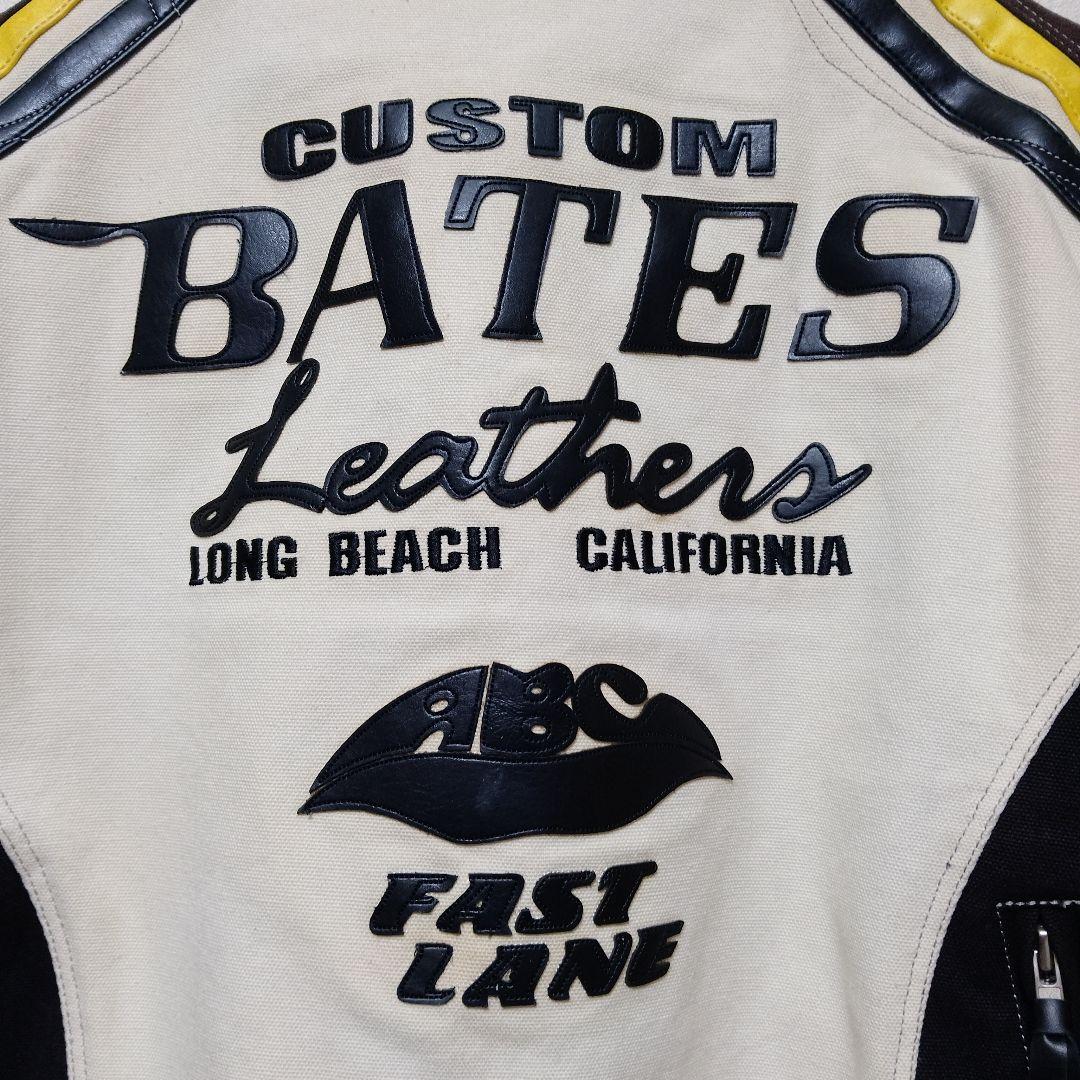 CUSTOM
BATES
Leathers
LONG BEACH CALIFORNIA
ABC
FAST
LANE